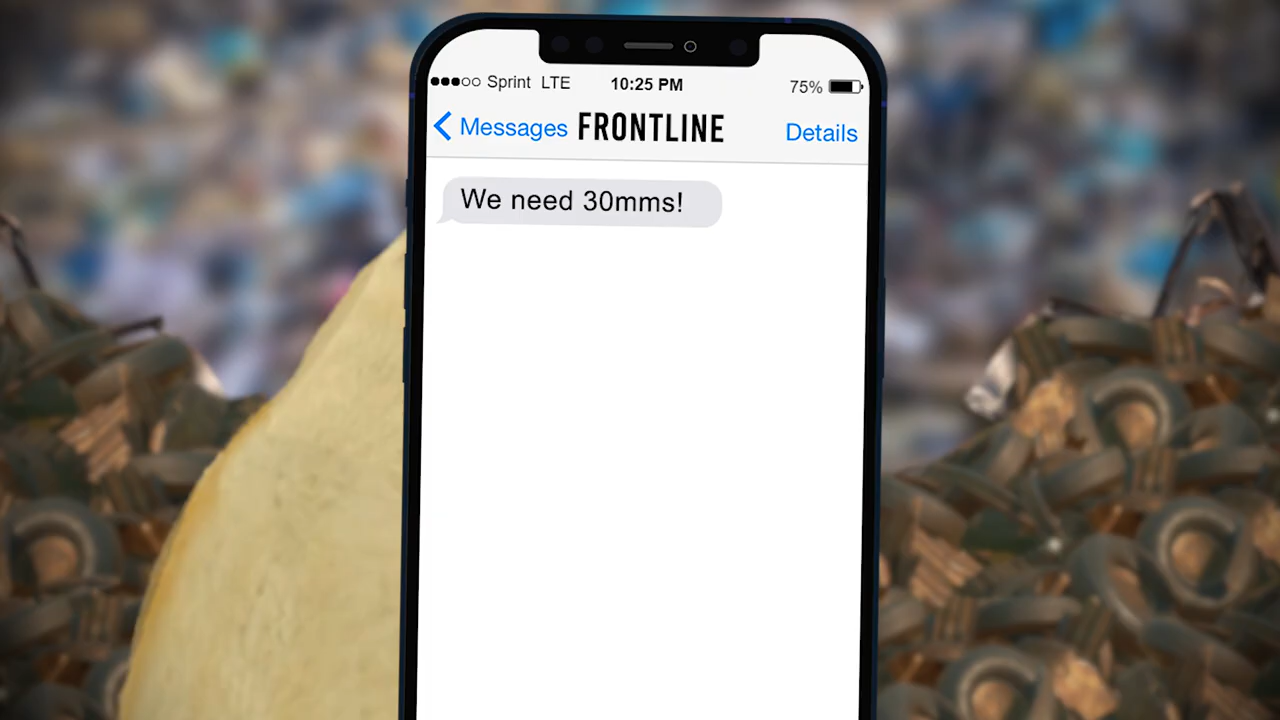 ●●●○○ Sprint LTE 10:25 PM 75%
Messages FRONTLINE Details
We need 30mms!